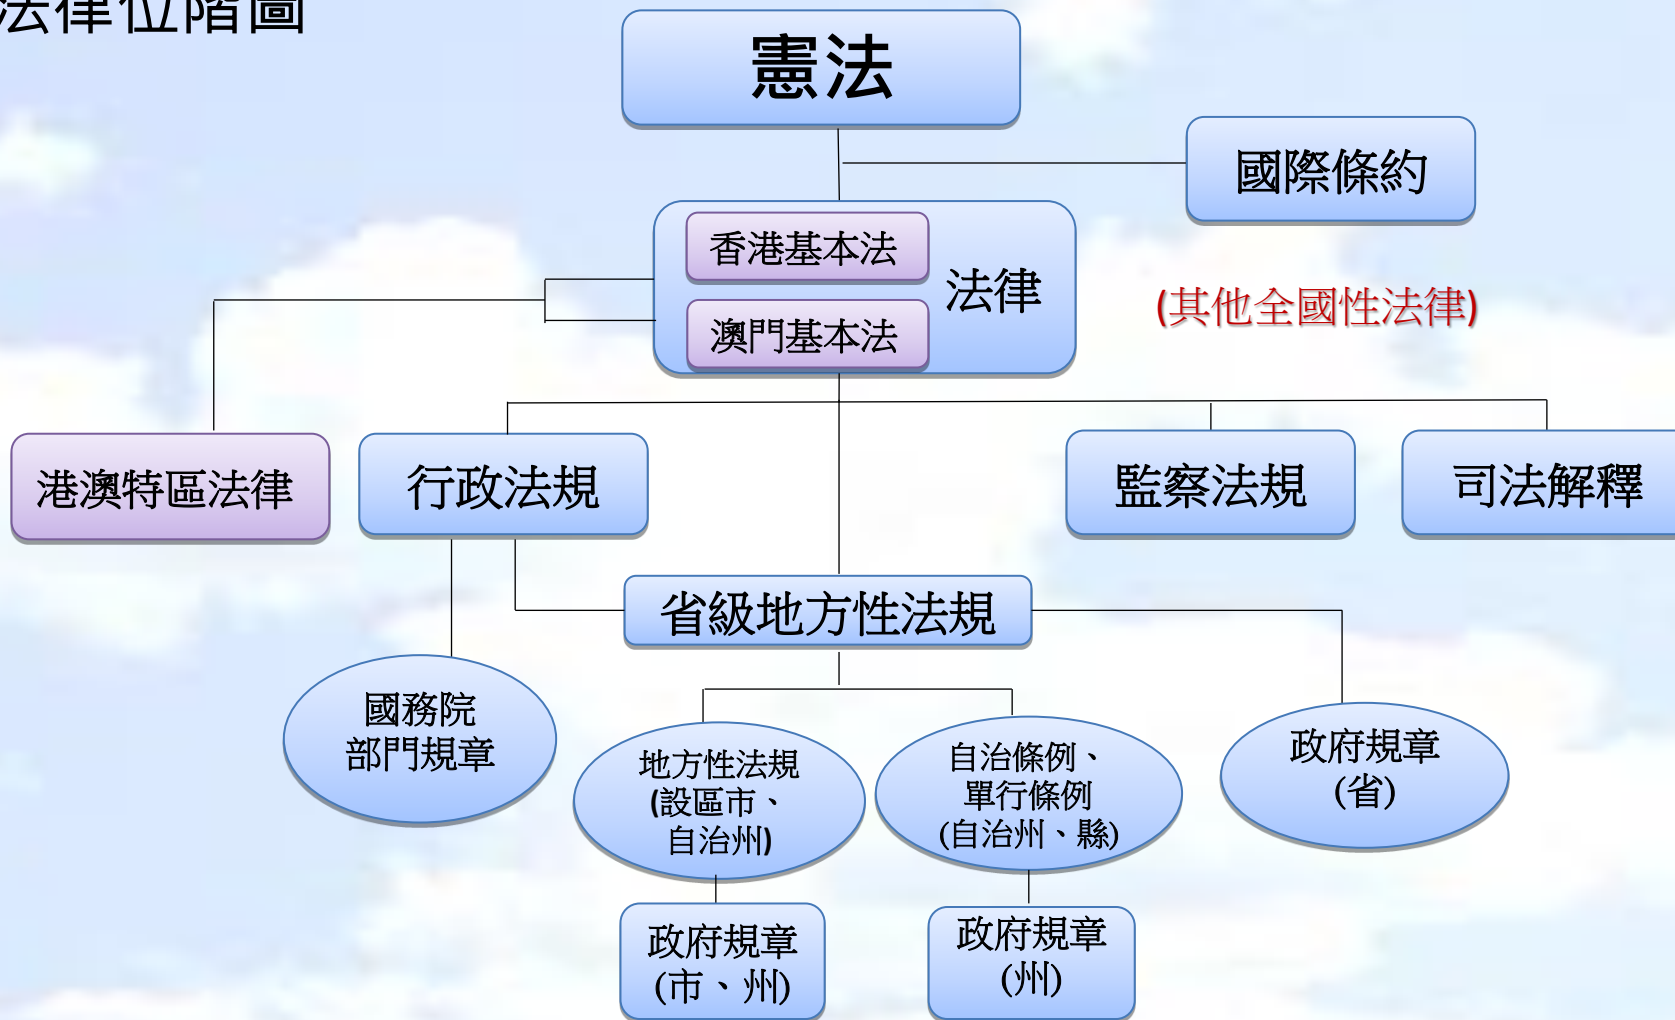 法律位階圖
憲法
國際條約
香港基本法
法律
澳門基本法
(其他全國性法律)
港澳特區法律
行政法規
監察法規
司法解釋
省級地方性法規
國務院
部門規章
地方性法規
(設區市、
自治州)
自治條例、
單行條例
(自治州、縣)
政府規章
(省)
政府規章
(市、州)
政府規章
(州)